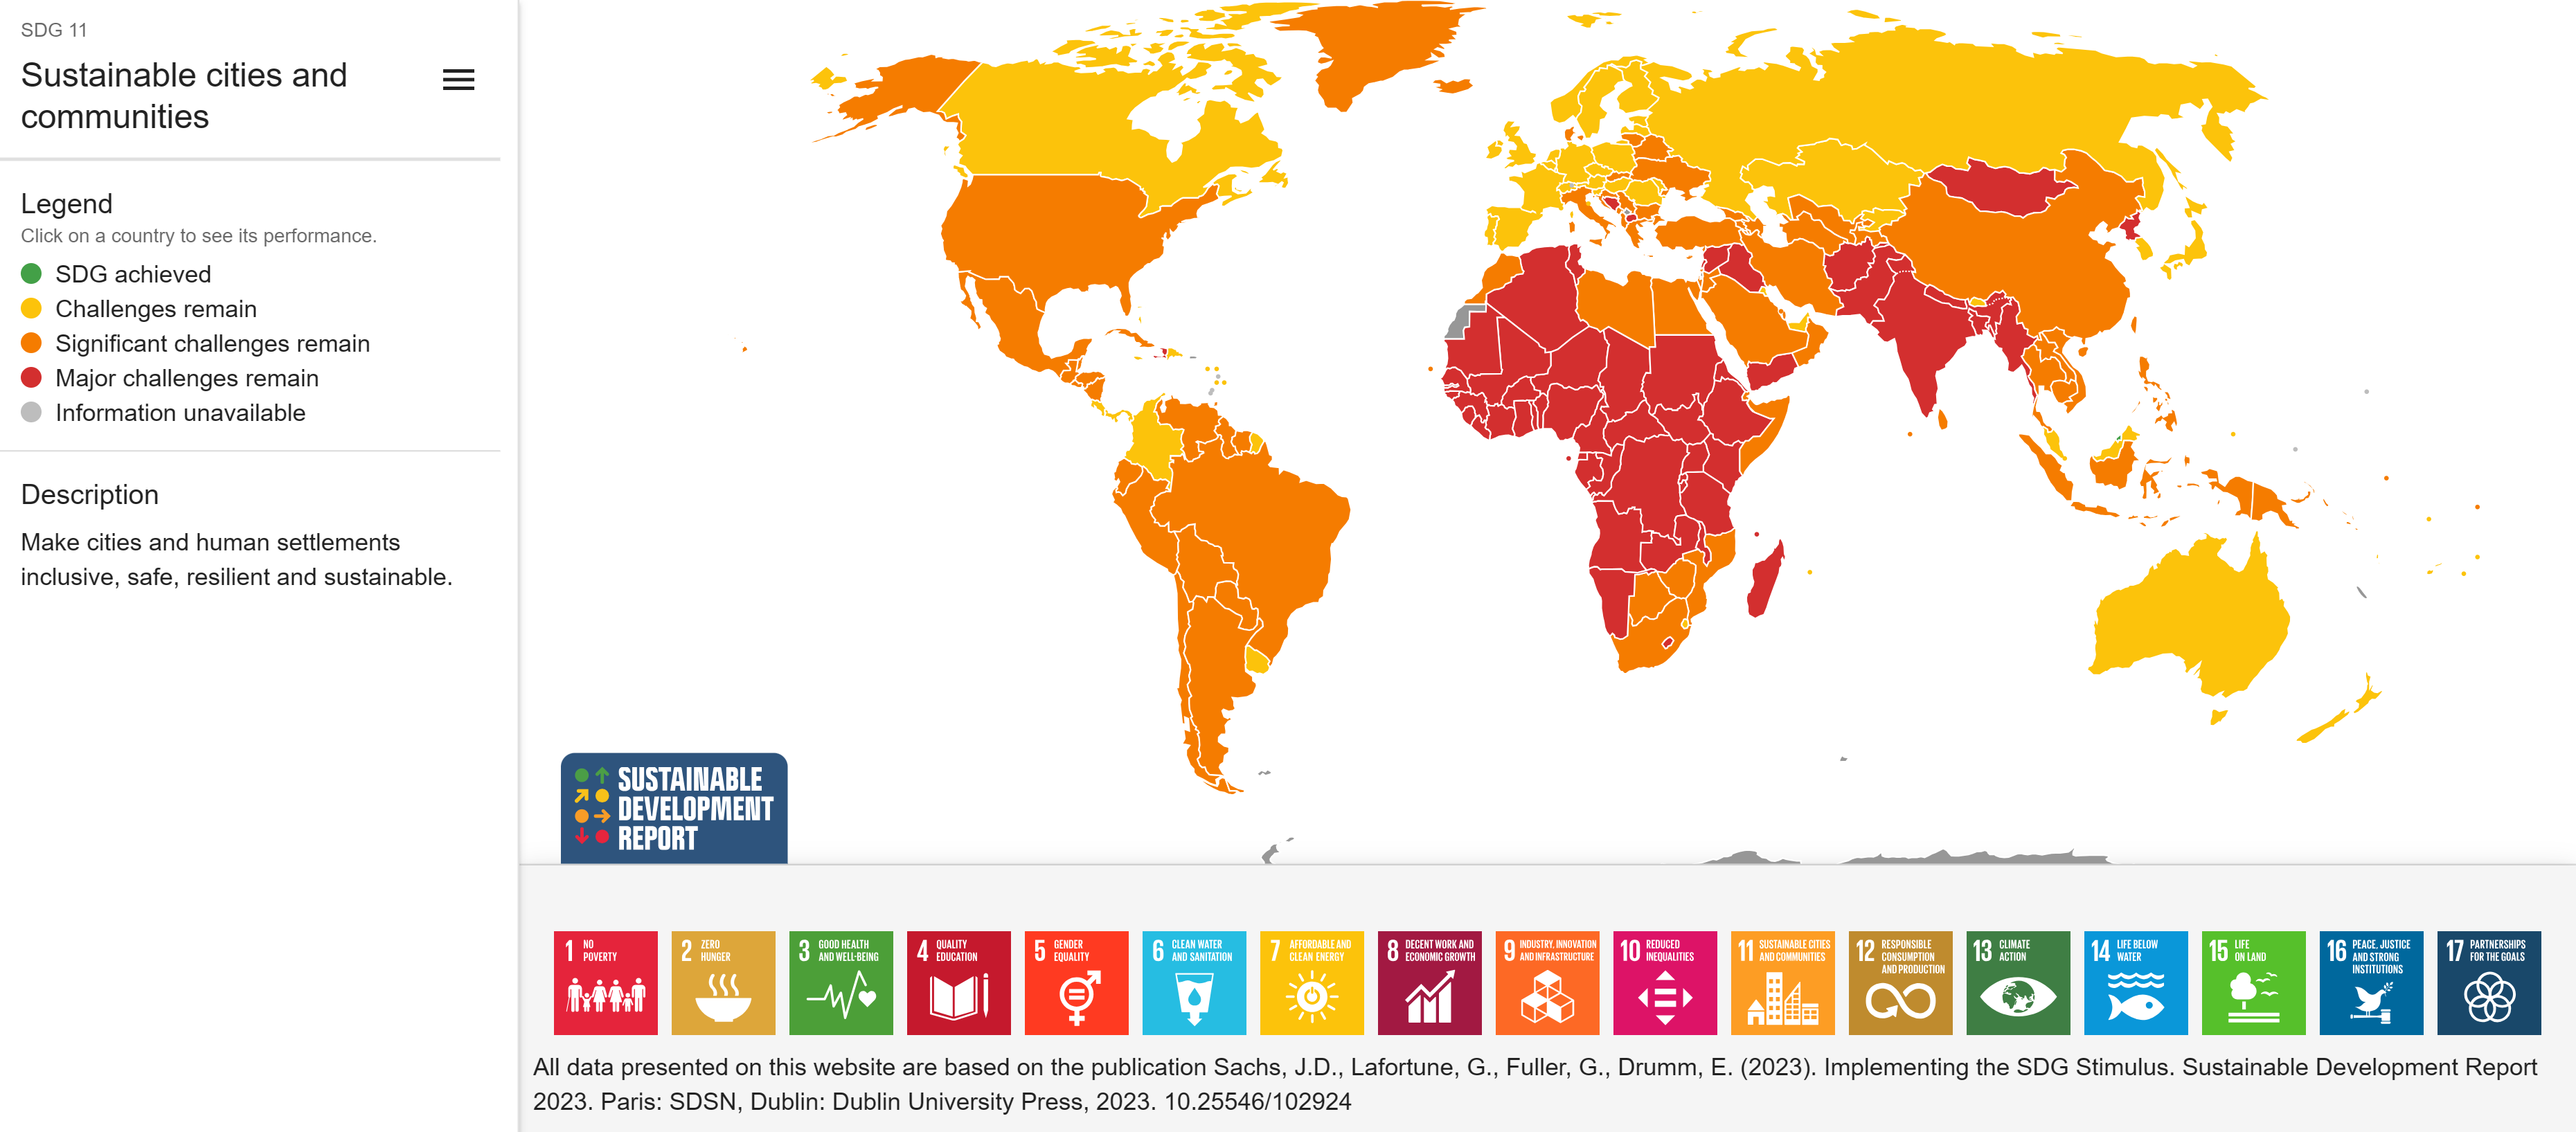 SDG 11
Sustainable cities and
communities
Legend
Click on a country to see its performance.
SDG achieved
Challenges remain
Significant challenges remain
Major challenges remain
Information unavailable
Description
Make cities and human settlements
inclusive, safe, resilient and sustainable.
SUSTAINABLE
DEVELOPMENT
REPORT
1 NO
POVERTY
2 ZERO
HUNGER
3 GOOD HEALTH
AND WELL-BEING
4 QUALITY
EDUCATION
5 GENDER
EQUALITY
6 CLEAN WATER
AND SANITATION
7 AFFORDABLE AND
CLEAN ENERGY
8 DECENT WORK AND
ECONOMIC GROWTH
9 INDUSTRY, INNOVATION
AND INFRASTRUCTURE
10 REDUCED
INEQUALITIES
11 SUSTAINABLE CITIES
AND COMMUNITIES
12 RESPONSIBLE
CONSUMPTION
AND PRODUCTION
13 CLIMATE
ACTION
14 LIFE BELOW
WATER
15 LIFE
ON LAND
16 PEACE, JUSTICE
AND STRONG
INSTITUTIONS
17 PARTNERSHIPS
FOR THE GOALS
All data presented on this website are based on the publication Sachs, J.D., Lafortune, G., Fuller, G., Drumm, E. (2023). Implementing the SDG Stimulus. Sustainable Development Report
2023. Paris: SDSN, Dublin: Dublin University Press, 2023. 10.25546/102924